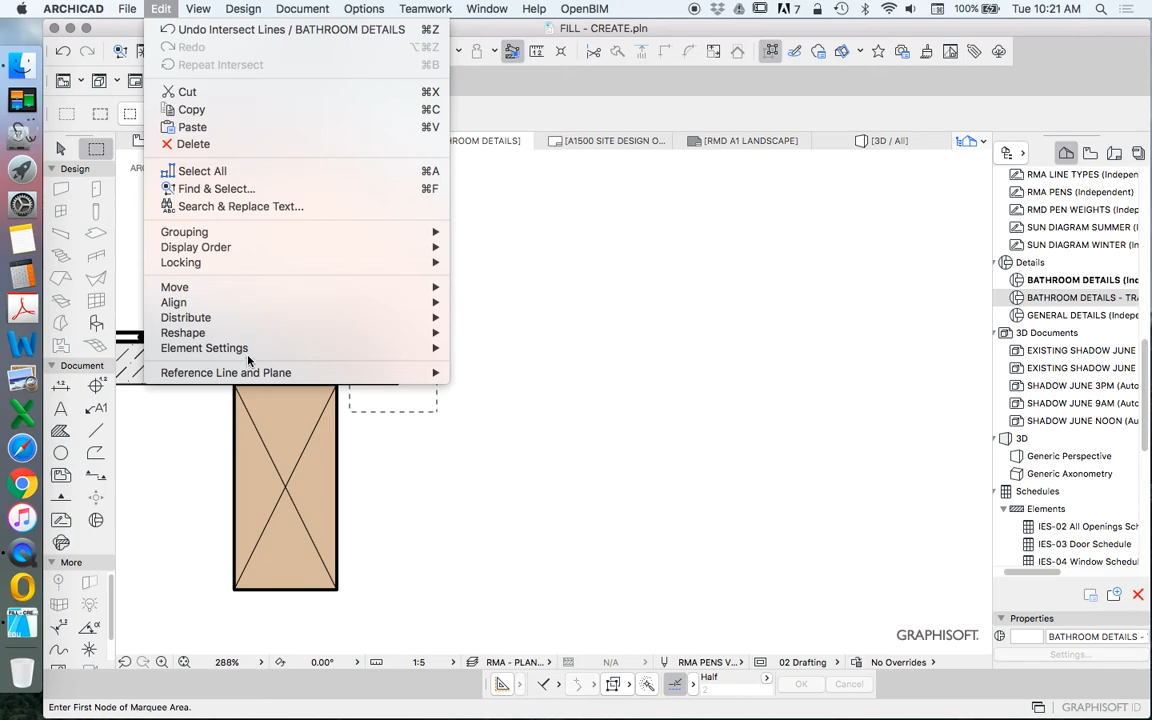 ARCHICAD File Edit View Design Document Options Teamwork Window Help OpenBIM 7 100% Tue 10:21 AM
FILL - CREATE.pln
Undo Intersect Lines / BATHROOM DETAILS ⌘Z
Redo ⌥⌘Z
Repeat Intersect ⌘B
Cut ⌘X
Copy ⌘C
Paste ⌘V
Delete
Select All ⌘A
Find & Select... ⌘F
Search & Replace Text...
Grouping
Display Order
Locking
Move
Align
Distribute
Reshape
Element Settings
Reference Line and Plane
HROOM DETAILS] [A1500 SITE DESIGN O... [RMD A1 LANDSCAPE] [3D / All]
Design
Document
More
RMA LINE TYPES (Indepen
RMA PENS (Independent)
RMD PEN WEIGHTS (Indep
SUN DIAGRAM SUMMER (I
SUN DIAGRAM WINTER (In
Details
BATHROOM DETAILS (Inc
BATHROOM DETAILS - TRA
GENERAL DETAILS (Indepe
3D Documents
EXISTING SHADOW JUNE
EXISTING SHADOW JUNE
SHADOW JUNE 3PM (Autc
SHADOW JUNE 9AM (Autc
SHADOW JUNE NOON (Au
3D
Generic Perspective
Generic Axonometry
Schedules
Elements
IES-02 All Openings Sch
IES-03 Door Schedule
IES-04 Window Schedul
Properties
BATHROOM DETAILS -
Settings...
GRAPHISOFT.
288% 0.00° 1:5 RMA - PLAN... N/A RMA PENS V... 02 Drafting No Overrides
Half
2
OK Cancel
Enter First Node of Marquee Area.
GRAPHISOFT ID